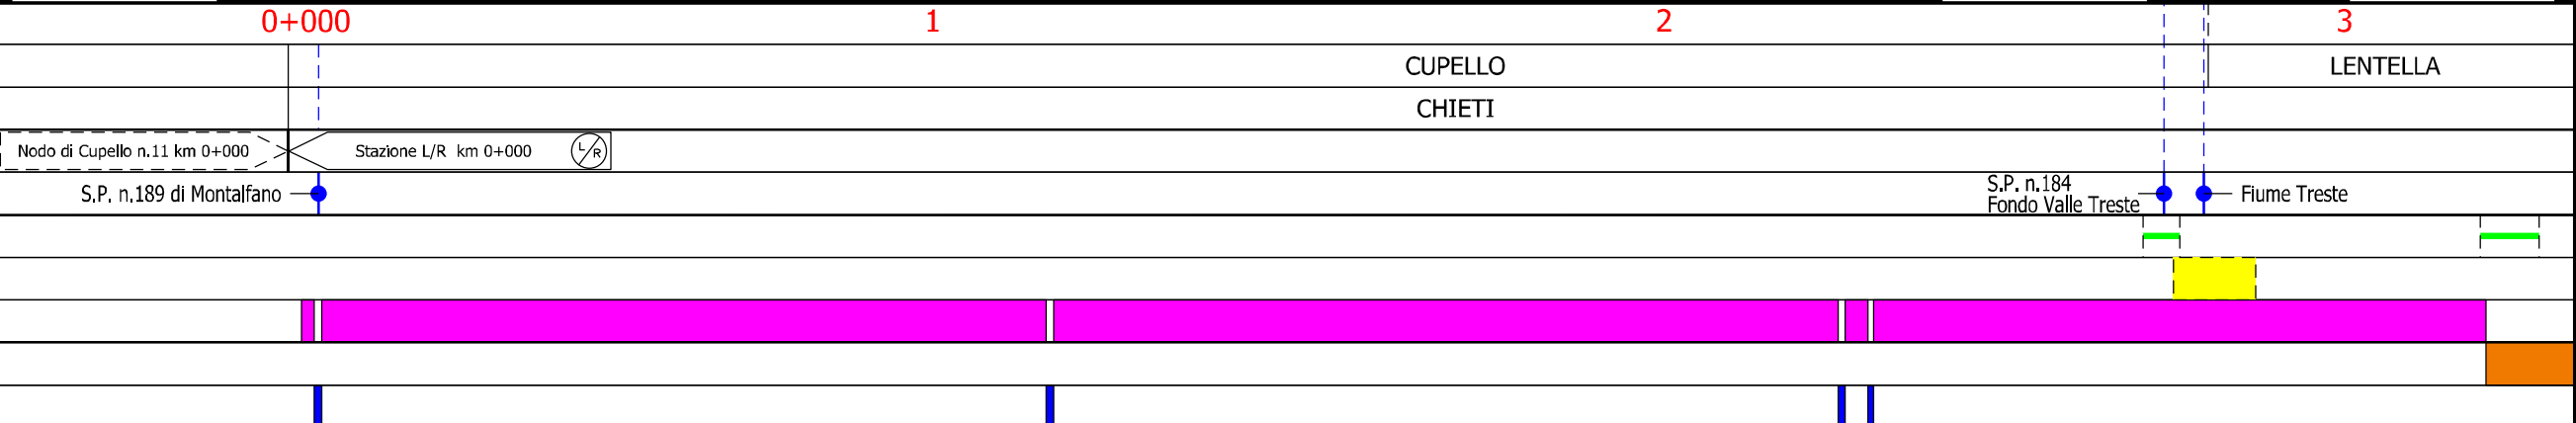 0+000 1 2 3
CUPELLO LENTELLA
CHIETI
Nodo di Cupello n.11 km 0+000 Stazione L/R km 0+000 L/R
S.P. n.189 di Montalfano
S.P. n.184
Fondo Valle Treste
Fiume Treste